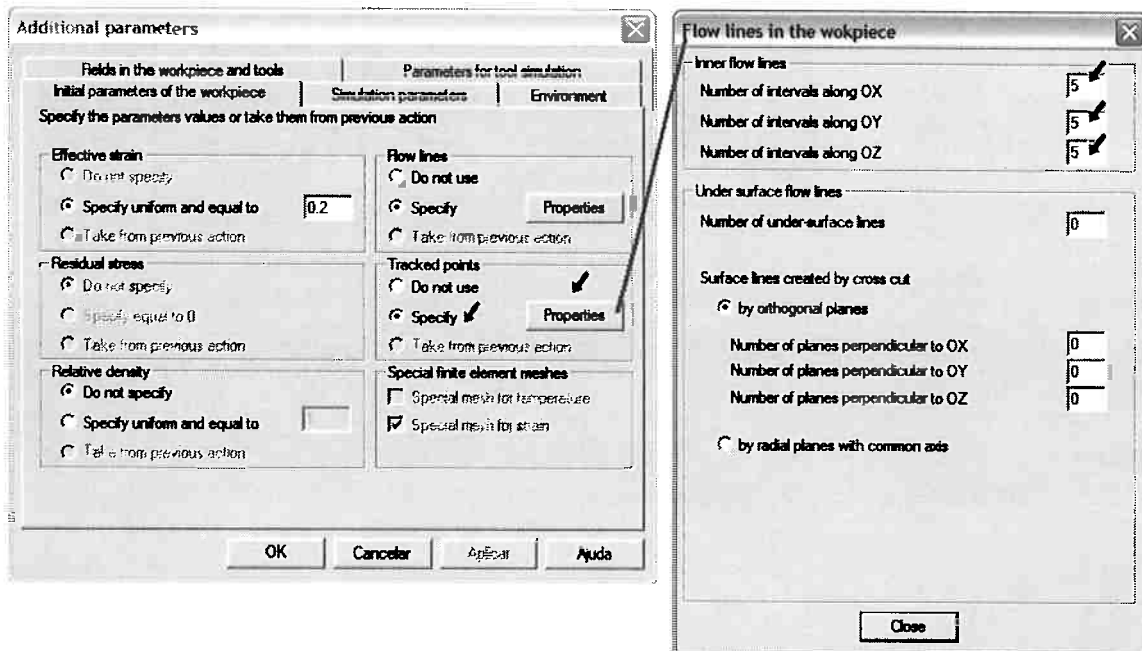 Additional parameters
Fields in the workpiece and tools
Parameters for tool simulation
Initial parameters of the workpiece
Simulation parameters
Environment
Specify the parameters values or take them from previous action
Effective strain
Do not specify
Specify uniform and equal to
0.2
Take from previous action
Residual stress
Do not specify
Specify equal to 0
Take from previous action
Relative density
Do not specify
Specify uniform and equal to
Take from previous action
Flow lines
Do not use
Specify
Properties
Take from previous action
Tracked points
Do not use
Specify
Properties
Take from previous action
Special finite element meshes
Special mesh for temperature
Special mesh for strain
OK
Cancelar
Aplicar
Ajuda
Flow lines in the wokpiece
Inner flow lines
Number of intervals along OX
5
Number of intervals along OY
5
Number of intervals along OZ
5
Under surface flow lines
Number of under-surface lines
0
Surface lines created by cross cut
by orthogonal planes
Number of planes perpendicular to OX
0
Number of planes perpendicular to OY
0
Number of planes perpendicular to OZ
0
by radial planes with common axis
Close